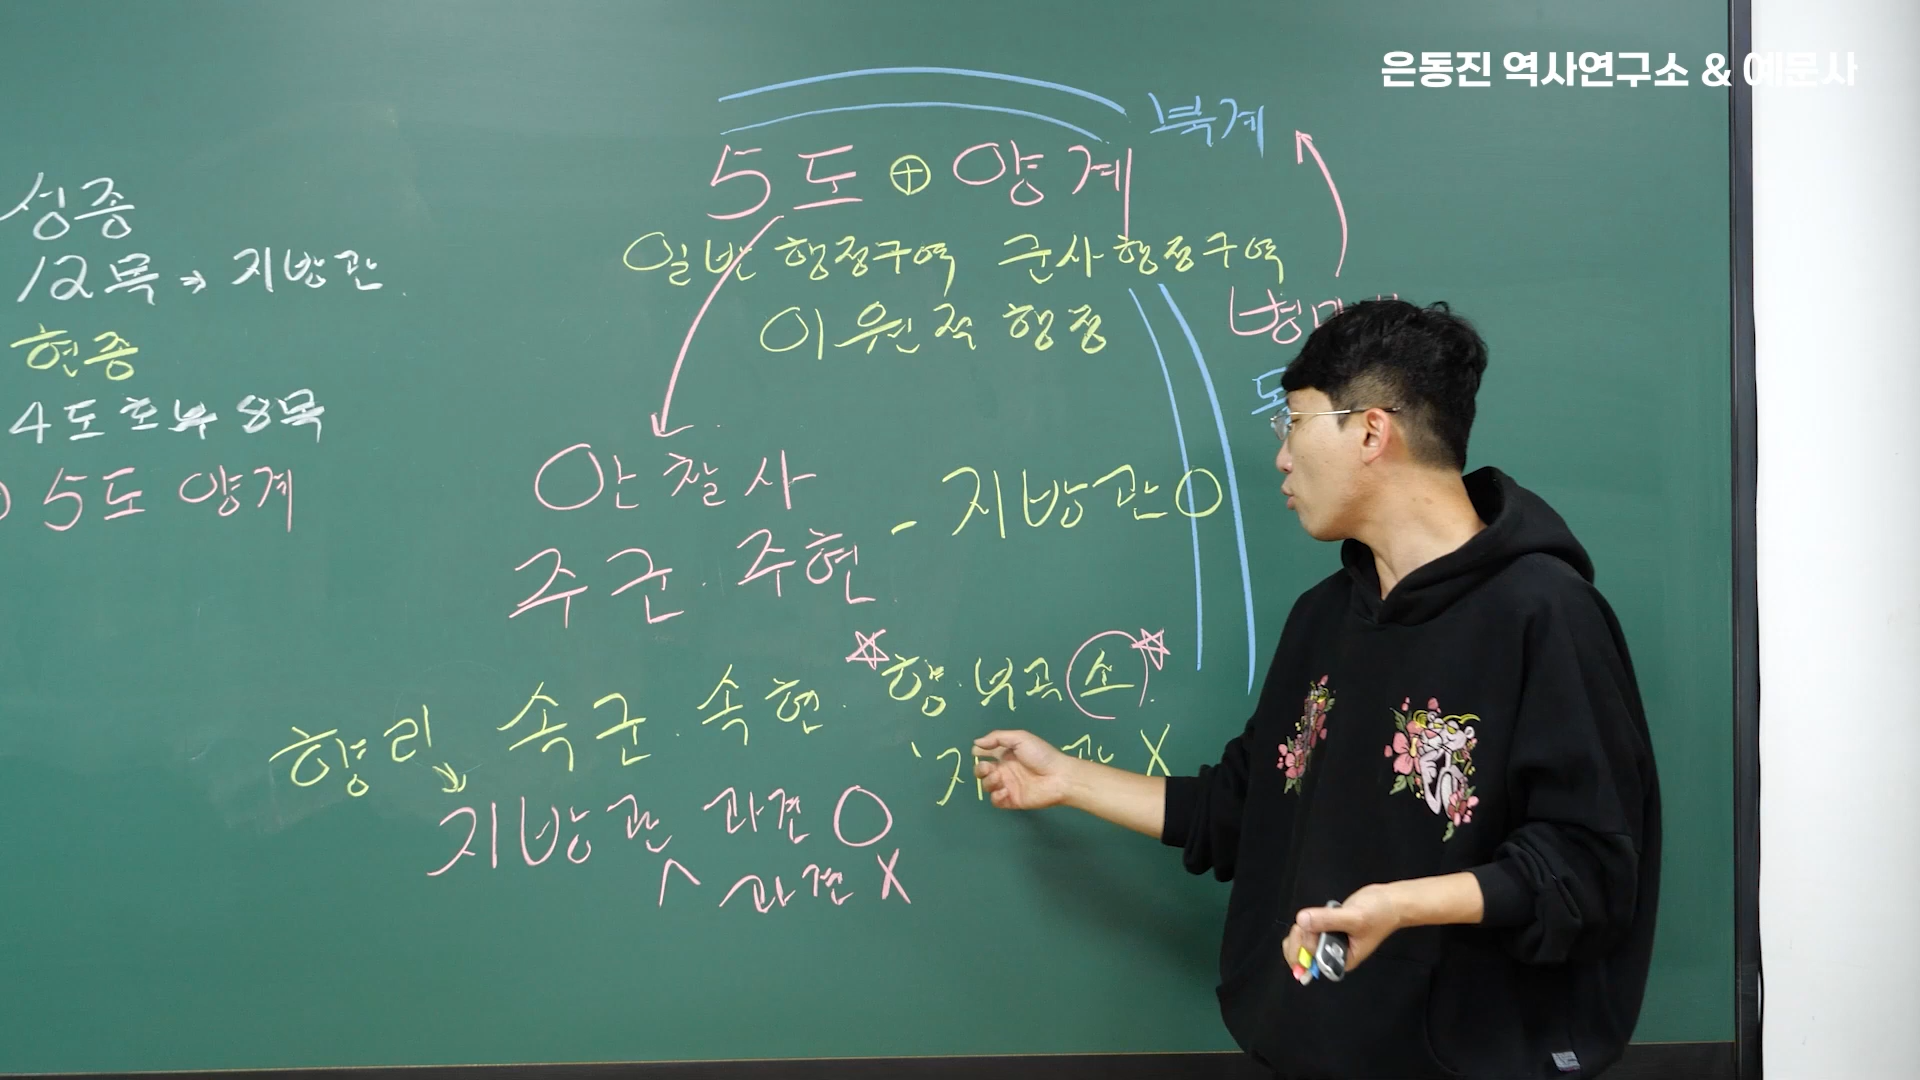 은동진 역사연구소 & 예문사
북계
5도 ⊕ 양계
일반행정구역 군사행정구역
이원적 행정
성종
12목 → 지방관
현종
4도호부 8목
5도 양계
안찰사
주군·주현 - 지방관 O
향리 속군·속현·향·부곡 소
지방관 파견 O
파견 X